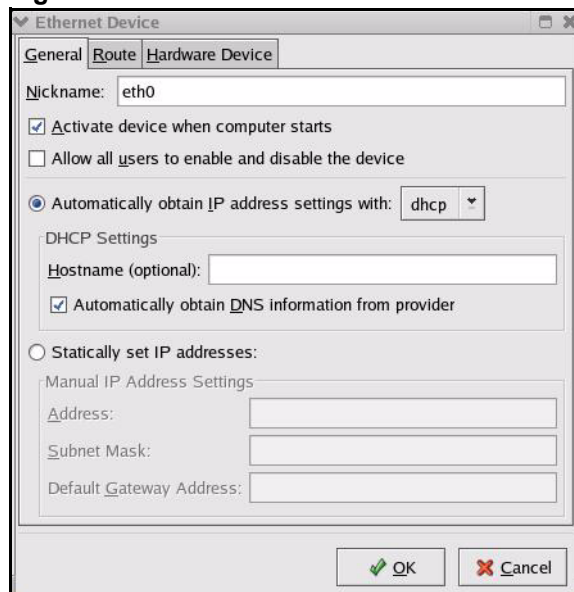 Ethernet Device
General Route Hardware Device
Nickname: eth0
Activate device when computer starts
Allow all users to enable and disable the device
Automatically obtain IP address settings with: dhcp
DHCP Settings
Hostname (optional):
Automatically obtain DNS information from provider
Statically set IP addresses:
Manual IP Address Settings
Address:
Subnet Mask:
Default Gateway Address:
OK Cancel